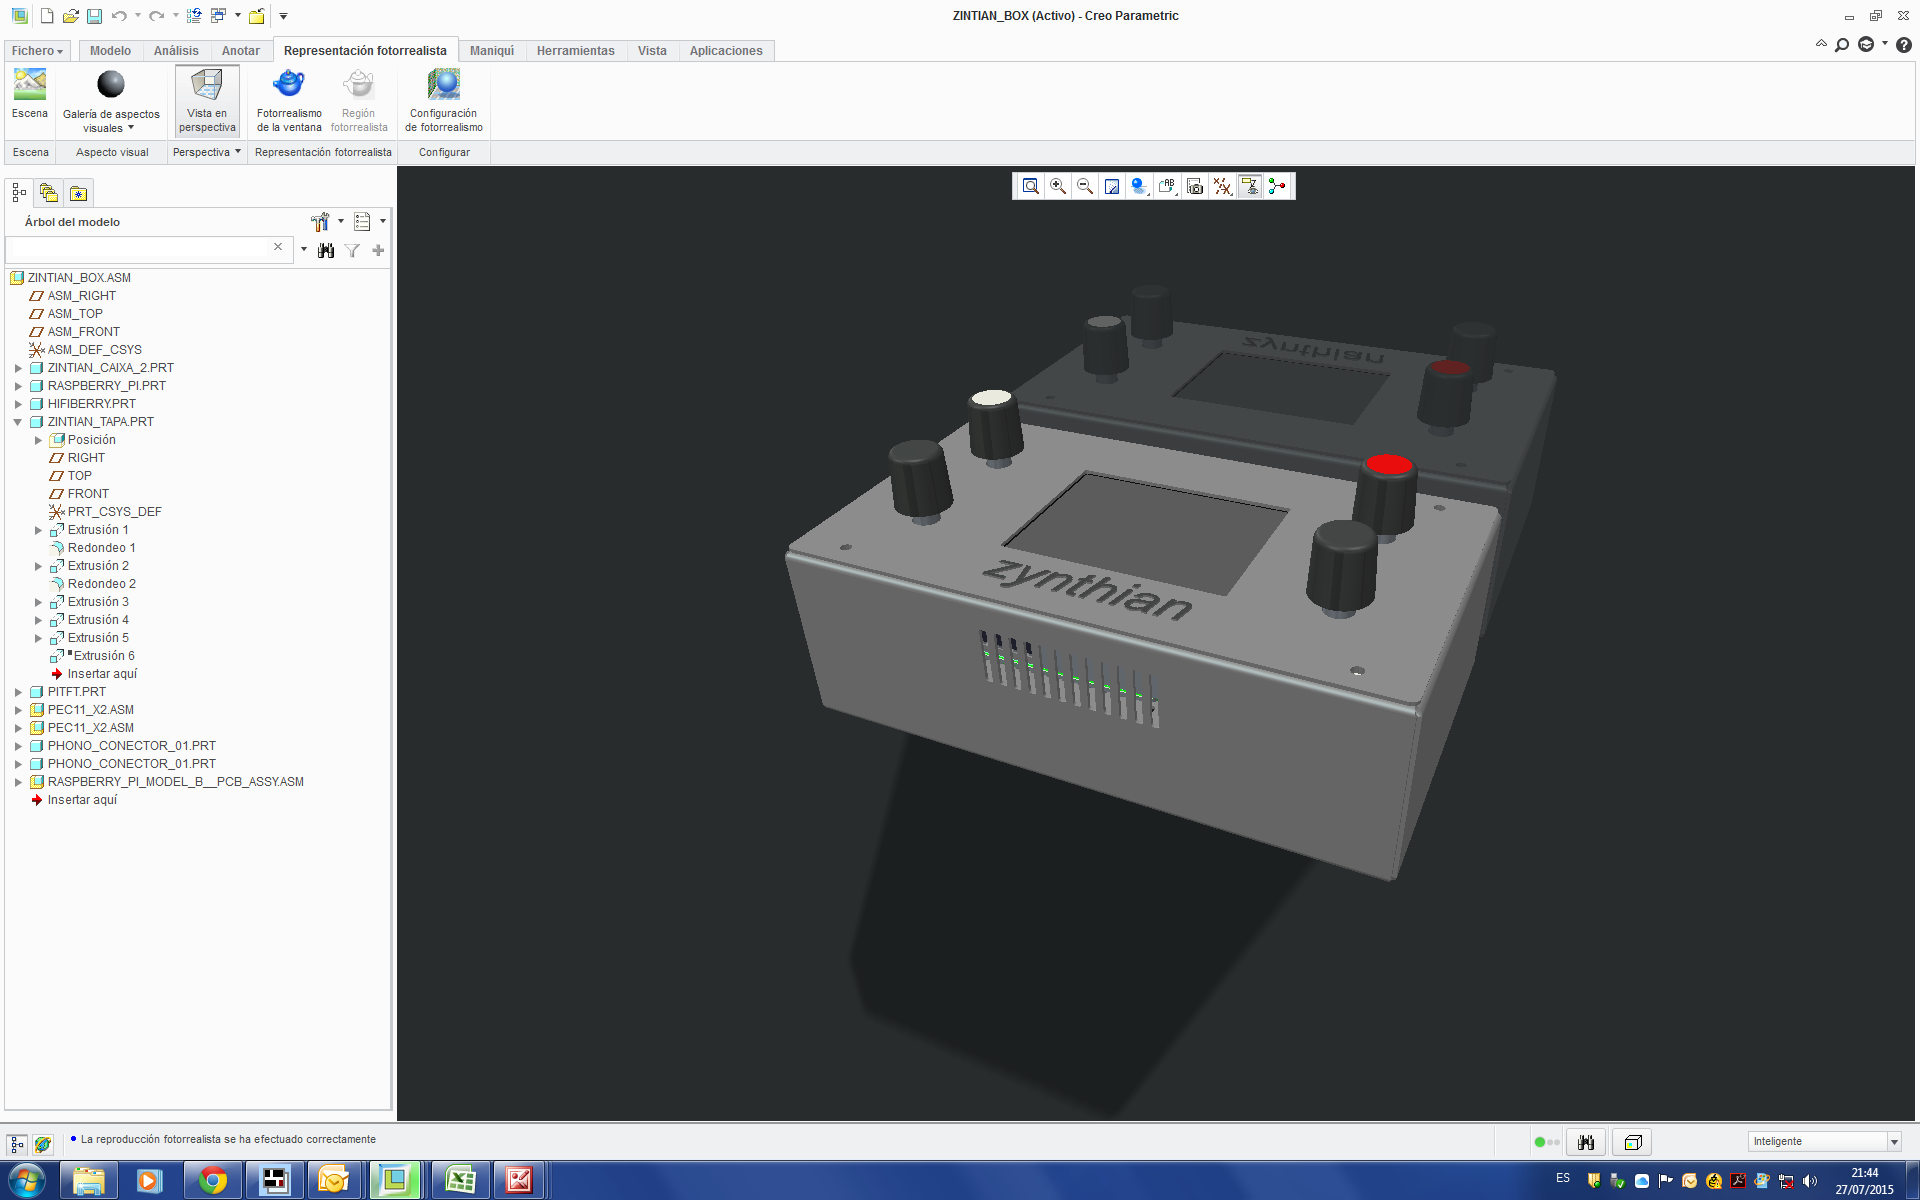 ZINTIAN_BOX (Activo) - Creo Parametric
Fichero
Modelo
Análisis
Anotar
Representación fotorrealista
Maniquí
Herramientas
Vista
Aplicaciones
Escena
Galería de aspectos
visuales
Vista en
perspectiva
Fotorrealismo
de la ventana
Región
fotorrealista
Configuración
de fotorrealismo
Escena
Aspecto visual
Perspectiva
Representación fotorrealista
Configurar
Árbol del modelo
ZINTIAN_BOX.ASM
ASM_RIGHT
ASM_TOP
ASM_FRONT
ASM_DEF_CSYS
ZINTIAN_CAIXA_2.PRT
RASPBERRY_PI.PRT
HIFIBERRY.PRT
ZINTIAN_TAPA.PRT
Posición
RIGHT
TOP
FRONT
PRT_CSYS_DEF
Extrusión 1
Redondeo 1
Extrusión 2
Redondeo 2
Extrusión 3
Extrusión 4
Extrusión 5
Extrusión 6
Insertar aquí
PITFT.PRT
PEC11_X2.ASM
PEC11_X2.ASM
PHONO_CONECTOR_01.PRT
PHONO_CONECTOR_01.PRT
RASPBERRY_PI_MODEL_B__PCB_ASSY.ASM
Insertar aquí
zynthian
zynthian
La reproducción fotorrealista se ha efectuado correctamente
Inteligente
ES
21:44
27/07/2015